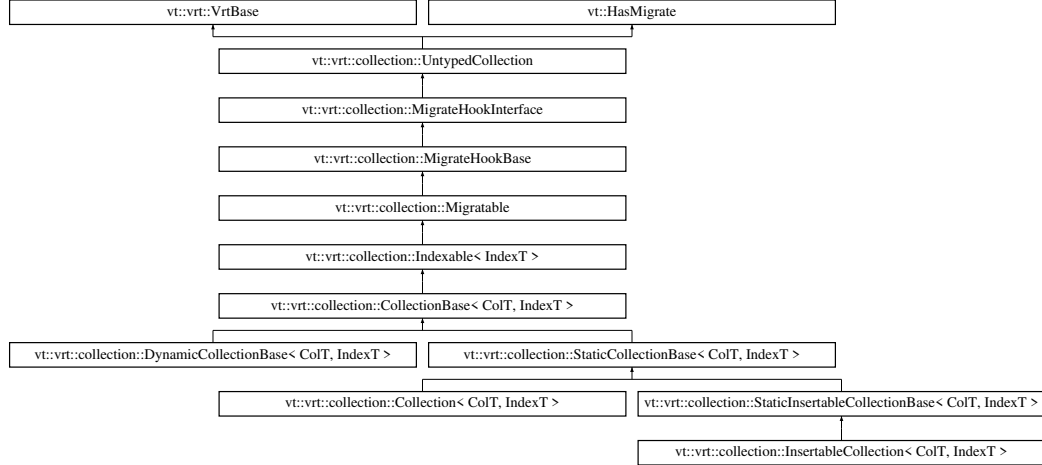 vt::vrt::VrtBase
vt::HasMigrate
vt::vrt::collection::UntypedCollection
vt::vrt::collection::MigrateHookInterface
vt::vrt::collection::MigrateHookBase
vt::vrt::collection::Migratable
vt::vrt::collection::Indexable< IndexT >
vt::vrt::collection::CollectionBase< ColT, IndexT >
vt::vrt::collection::DynamicCollectionBase< ColT, IndexT >
vt::vrt::collection::StaticCollectionBase< ColT, IndexT >
vt::vrt::collection::Collection< ColT, IndexT >
vt::vrt::collection::StaticInsertableCollectionBase< ColT, IndexT >
vt::vrt::collection::InsertableCollection< ColT, IndexT >